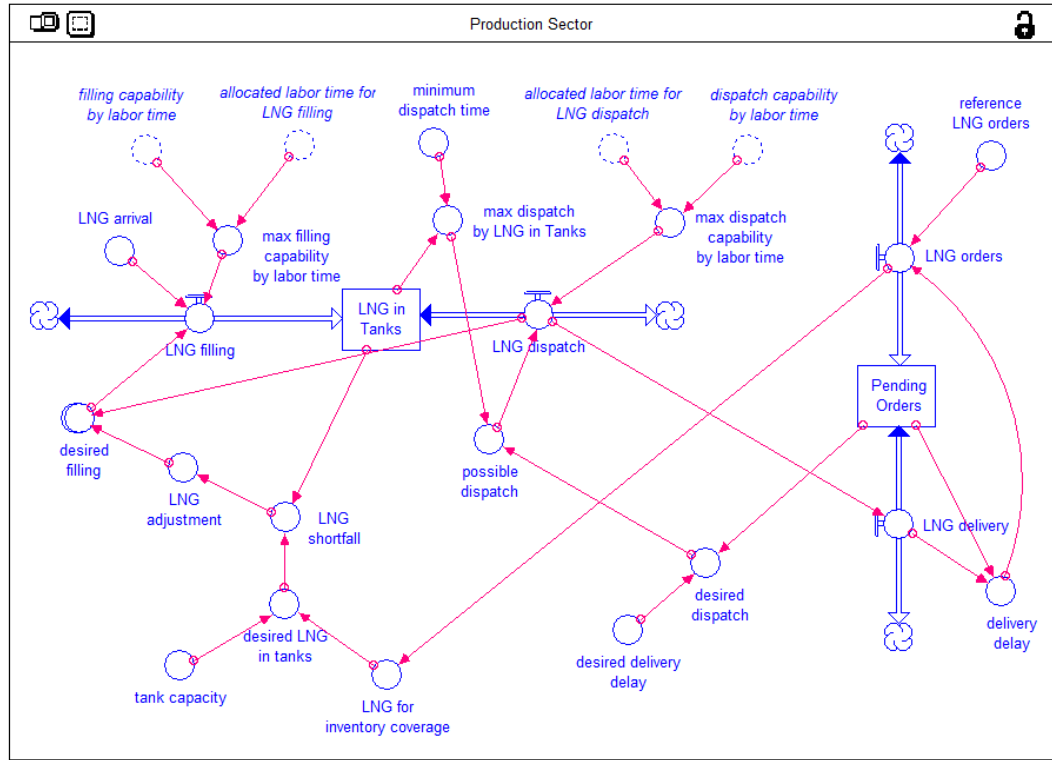 Production Sector
filling capability
by labor time
allocated labor time for
LNG filling
minimum
dispatch time
allocated labor time for
LNG dispatch
dispatch capability
by labor time
reference
LNG orders
LNG arrival
max filling
capability
by labor time
max dispatch
by LNG in Tanks
max dispatch
capability
by labor time
LNG orders
LNG in
Tanks
LNG filling
LNG dispatch
Pending
Orders
desired
filling
LNG
adjustment
LNG
shortfall
possible
dispatch
LNG delivery
desired
dispatch
delivery
delay
desired LNG
in tanks
desired delivery
delay
tank capacity
LNG for
inventory coverage